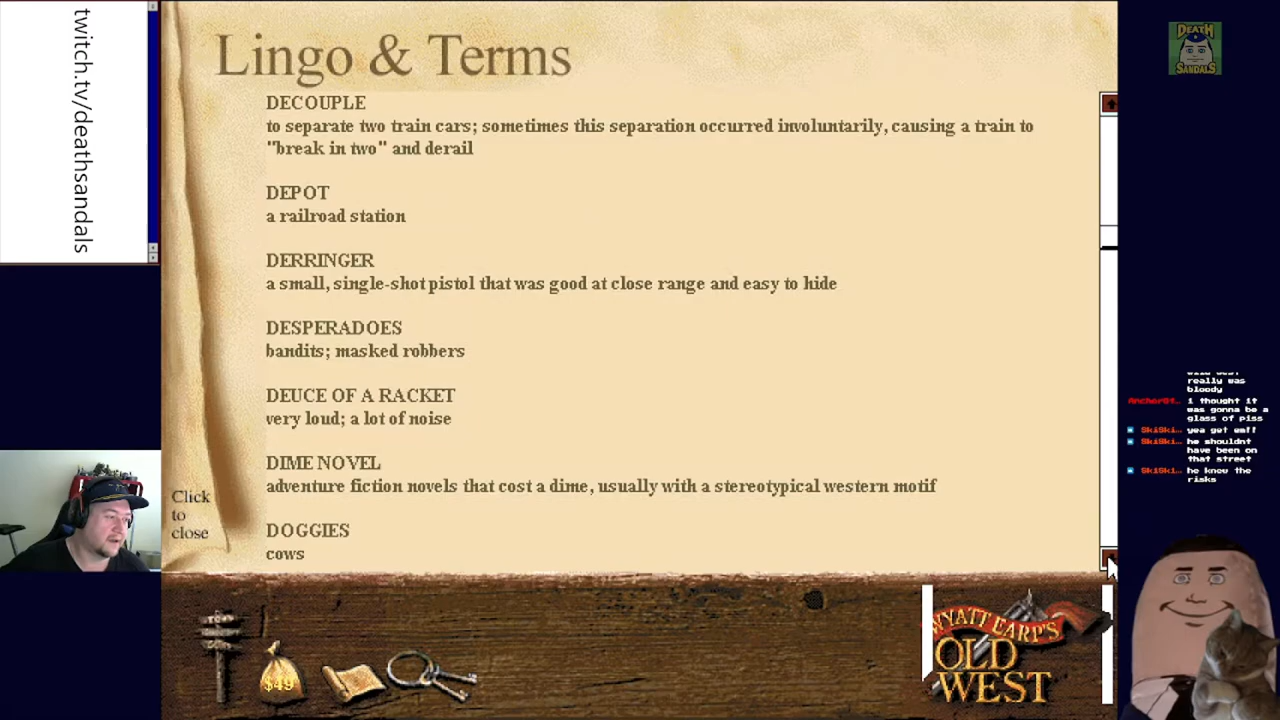 twitch.tv/deathsandals
Lingo & Terms
DECOUPLE
to separate two train cars; sometimes this separation occurred involuntarily, causing a train to
"break in two" and derail
DEPOT
a railroad station
DERRINGER
a small, single-shot pistol that was good at close range and easy to hide
DESPERADOES
bandits; masked robbers
DEUCE OF A RACKET
very loud; a lot of noise
DIME NOVEL
adventure fiction novels that cost a dime, usually with a stereotypical western motif
DOGGIES
cows
Click
to
close
$49
WYATT EARP'S
OLD
WEST
DEATH
SANDALS
really was
bloody
i thought it
was gonna be a
glass of piss
SkiSki… yea get em!!
SkiSki… he shouldnt
have been on
that street
SkiSki… he knew the
risks